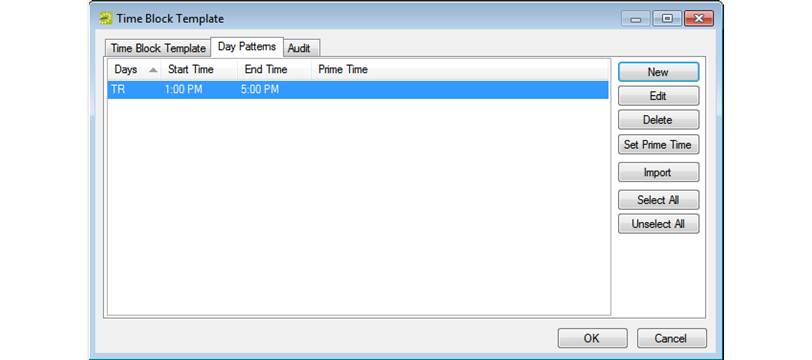 Time Block Template
Time Block Template Day Patterns Audit
Days Start Time End Time Prime Time
TR 1:00 PM 5:00 PM
New
Edit
Delete
Set Prime Time
Import
Select All
Unselect All
OK Cancel